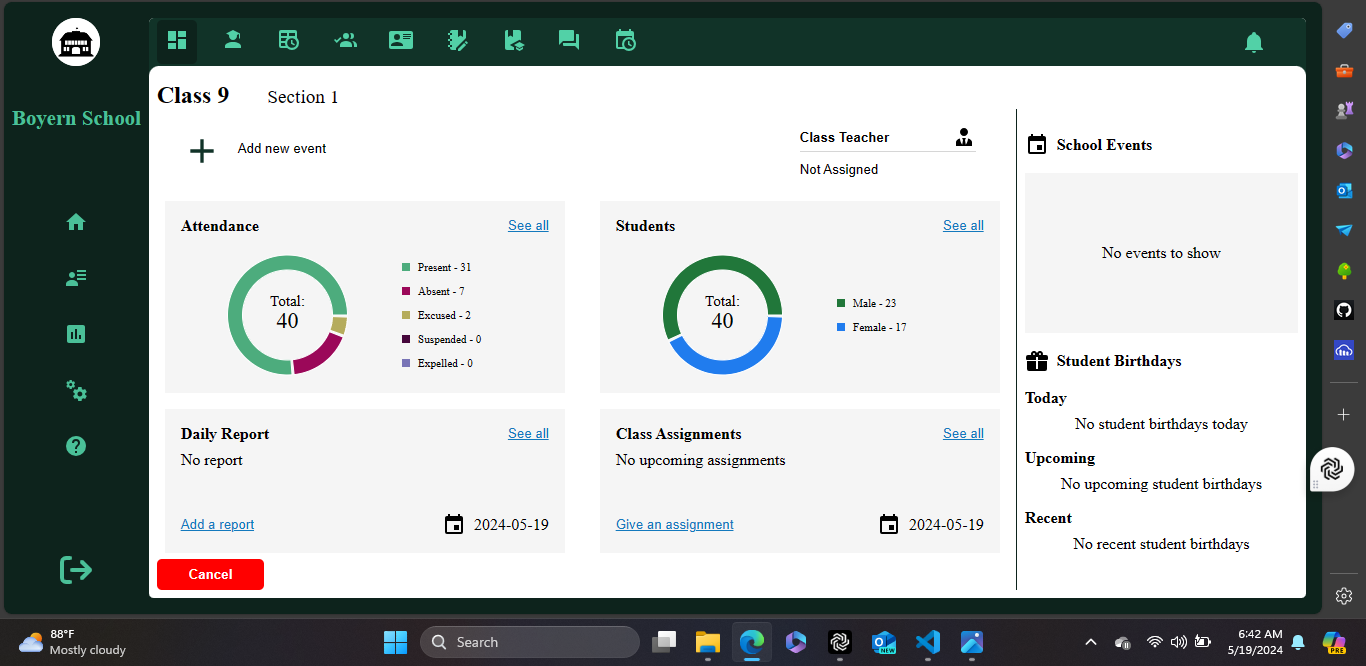 Boyern School
Class 9 Section 1
Add new event
Class Teacher
Not Assigned
Attendance See all
Total:
40
Present - 31
Absent - 7
Excused - 2
Suspended - 0
Expelled - 0
Students See all
Total:
40
Male - 23
Female - 17
Daily Report See all
No report
Add a report 2024-05-19
Class Assignments See all
No upcoming assignments
Give an assignment 2024-05-19
Cancel
School Events
No events to show
Student Birthdays
Today
No student birthdays today
Upcoming
No upcoming student birthdays
Recent
No recent student birthdays
88°F
Mostly cloudy
Search
NEW
6:42 AM
5/19/2024
PRE